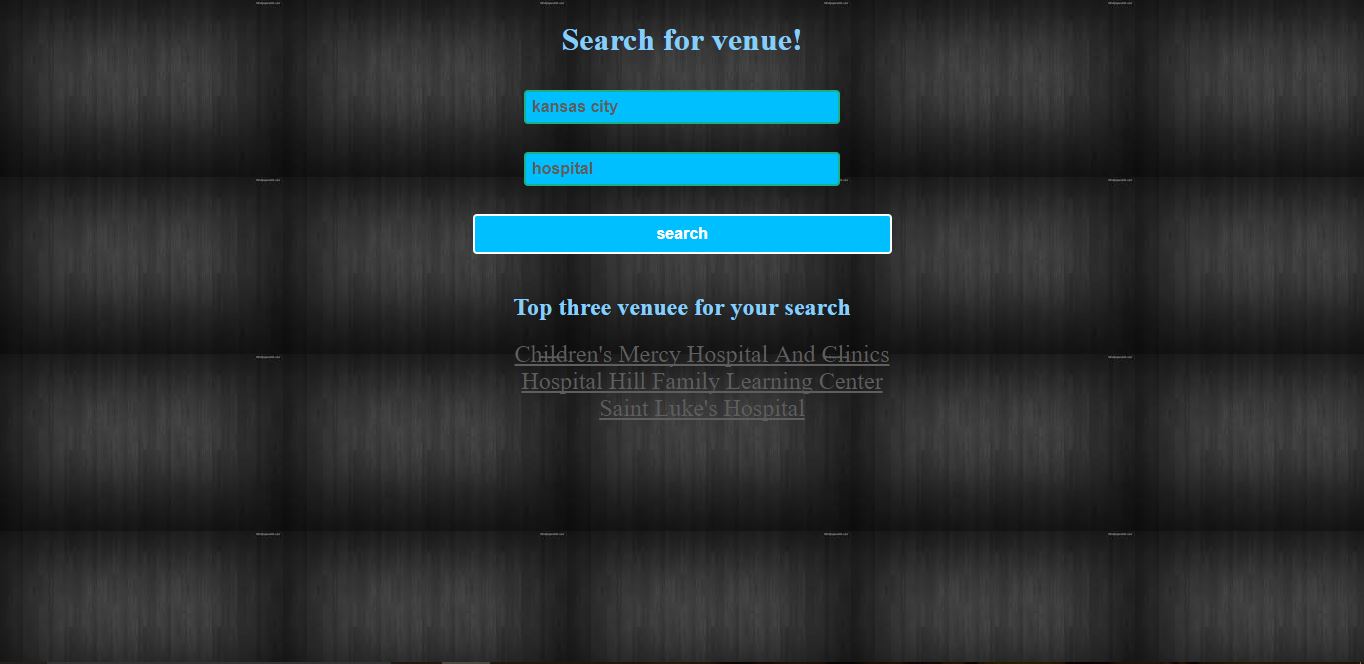 Search for venue!
kansas city
hospital
search
Top three venuee for your search
Children's Mercy Hospital And Clinics
Hospital Hill Family Learning Center
Saint Luke's Hospital